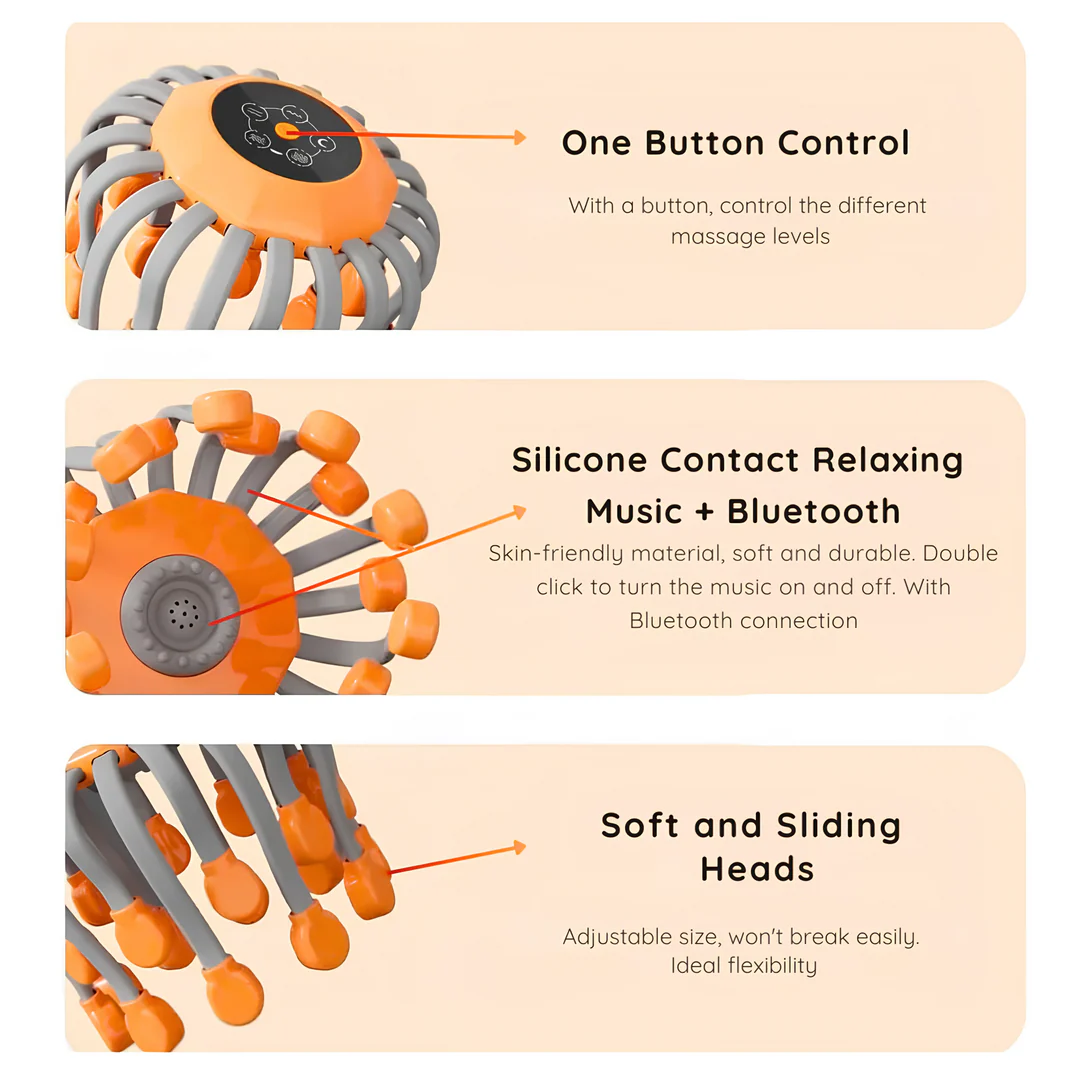 One Button Control
With a button, control the different
massage levels
Silicone Contact Relaxing
Music + Bluetooth
Skin-friendly material, soft and durable. Double
click to turn the music on and off. With
Bluetooth connection
Soft and Sliding
Heads
Adjustable size, won't break easily.
Ideal flexibility